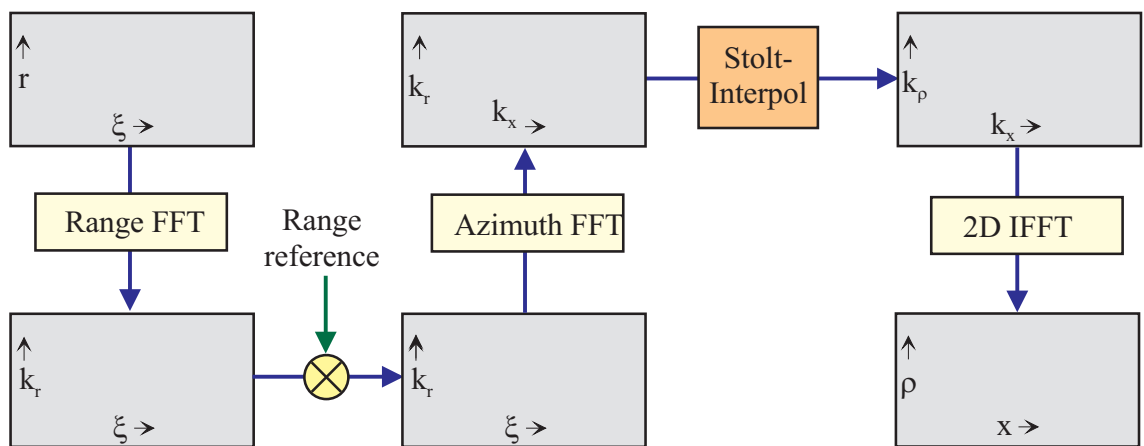 ↑
r
ξ →
Range FFT
↑
k_r
ξ →
Range
reference
↑
k_r
ξ →
Azimuth FFT
↑
k_r
k_x →
Stolt-
Interpol
↑
k_ρ
k_x →
2D IFFT
↑
ρ
x →